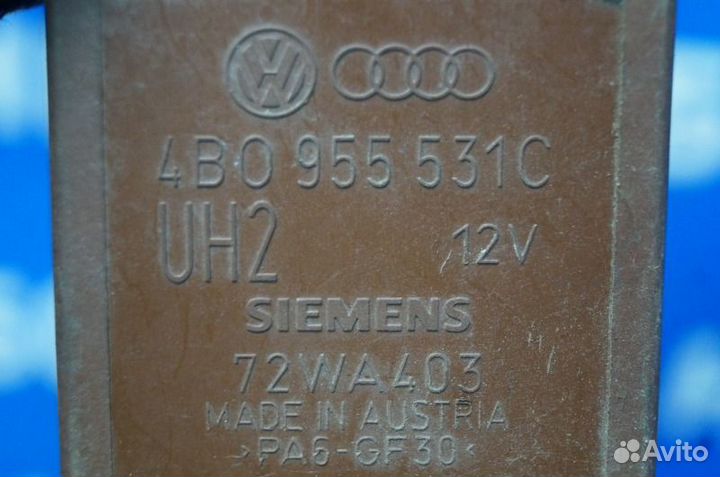 4B0 955 531C
UH2 12V
SIEMENS
72WA403
MADE IN AUSTRIA
>PA6-GF30<
Avito